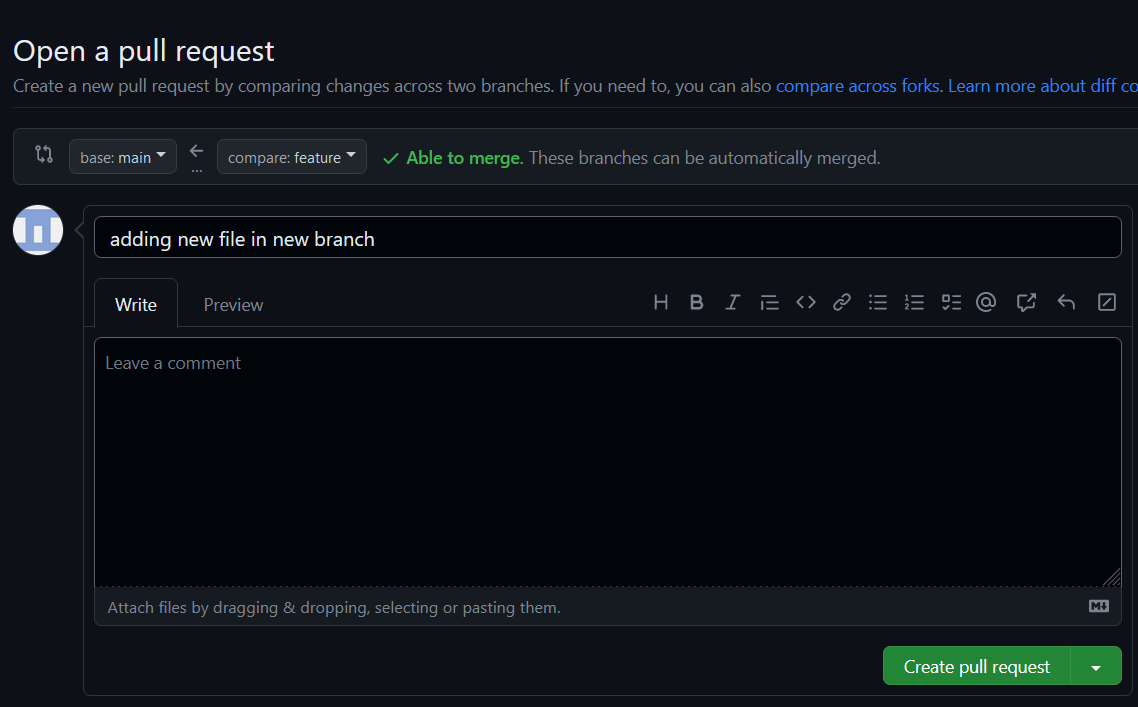 Open a pull request
Create a new pull request by comparing changes across two branches. If you need to, you can also compare across forks. Learn more about diff co
base: main ← compare: feature ✓ Able to merge. These branches can be automatically merged.
...
adding new file in new branch
Write Preview
Leave a comment
Attach files by dragging & dropping, selecting or pasting them.
Create pull request